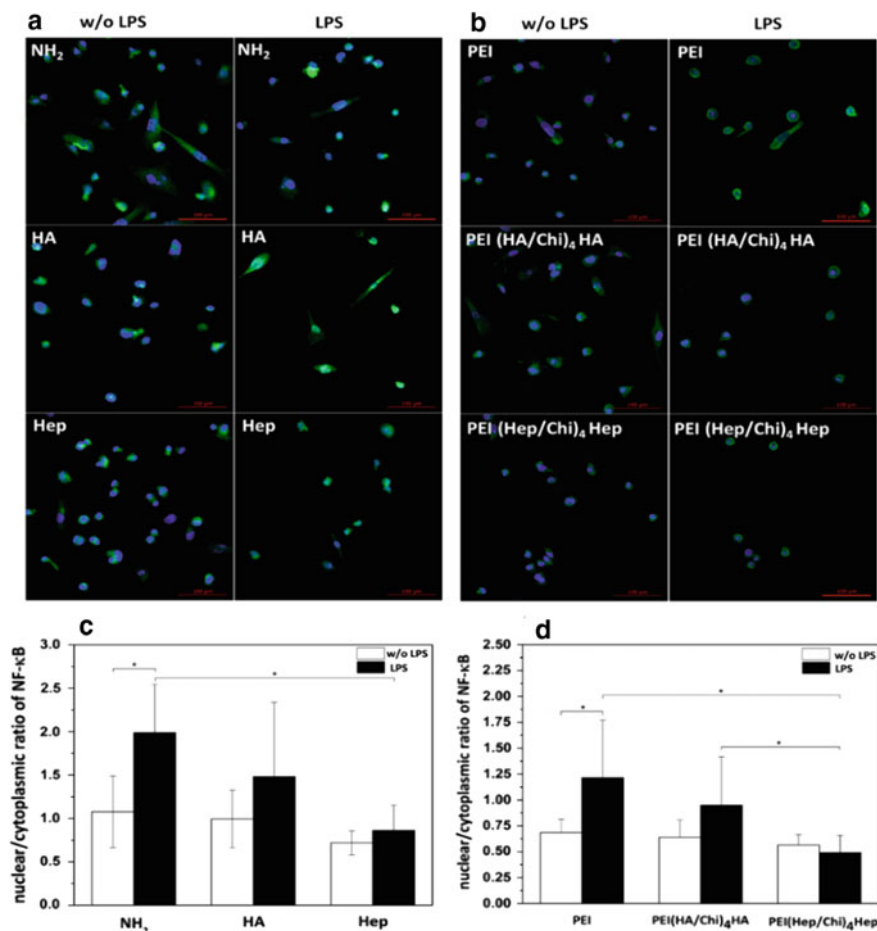 a w/o LPS LPS
NH₂ NH₂
HA HA
Hep Hep
b w/o LPS LPS
PEI PEI
PEI (HA/Chi)₄ HA PEI (HA/Chi)₄ HA
PEI (Hep/Chi)₄ Hep PEI (Hep/Chi)₄ Hep
c
nuclear/cytoplasmic ratio of NF-κB
3.0
2.5
2.0
1.5
1.0
0.5
0.0
w/o LPS
LPS
*
*
NH₂ HA Hep
d
nuclear/cytoplasmic ratio of NF-κB
2.50
2.25
2.00
1.75
1.50
1.25
1.00
0.75
0.50
0.25
0.00
w/o LPS
LPS
*
*
*
PEI PEI(HA/Chi)₄HA PEI(Hep/Chi)₄Hep